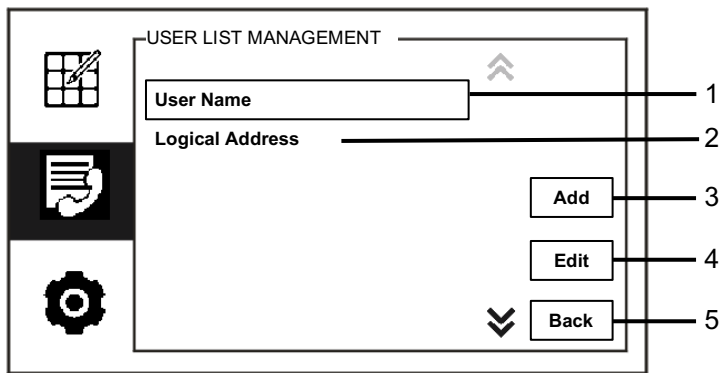 USER LIST MANAGEMENT
User Name 1
Logical Address 2
Add 3
Edit 4
Back 5